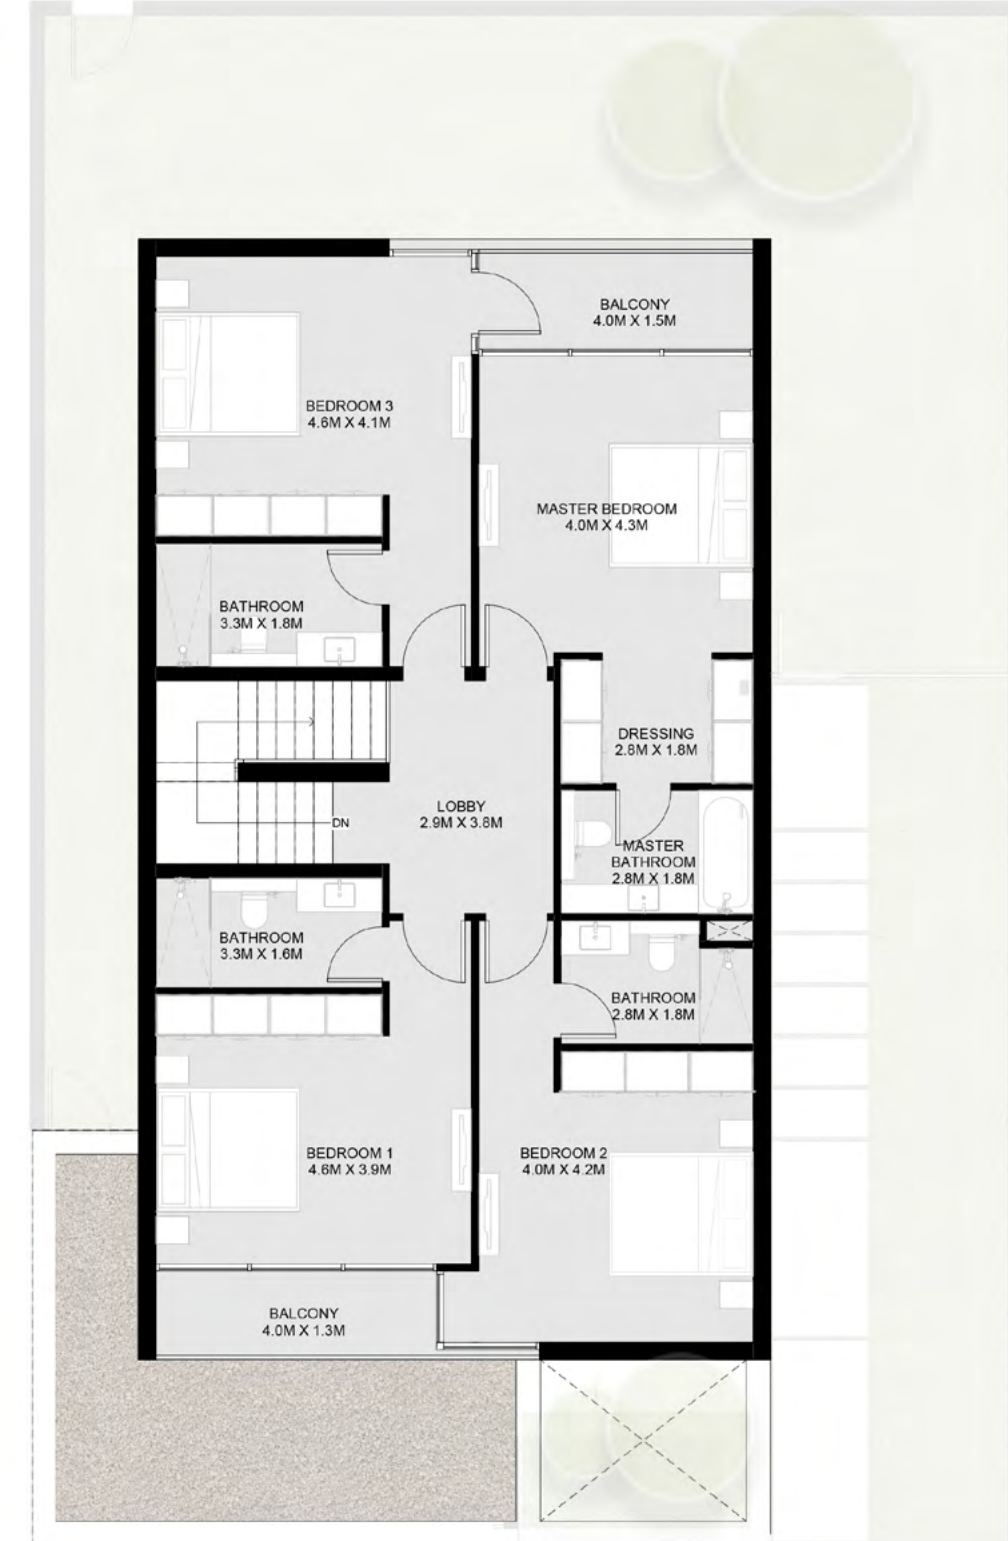 BALCONY
4.0M X 1.5M
BEDROOM 3
4.6M X 4.1M
MASTER BEDROOM
4.0M X 4.3M
BATHROOM
3.3M X 1.8M
DRESSING
2.8M X 1.8M
LOBBY
2.9M X 3.8M
DN
MASTER
BATHROOM
2.8M X 1.8M
BATHROOM
3.3M X 1.6M
BATHROOM
2.8M X 1.8M
BEDROOM 1
4.6M X 3.9M
BEDROOM 2
4.0M X 4.2M
BALCONY
4.0M X 1.3M